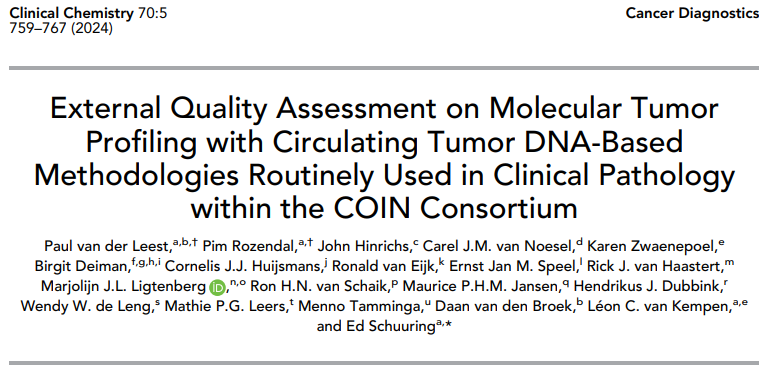 Clinical Chemistry 70:5
759–767 (2024)
Cancer Diagnostics
External Quality Assessment on Molecular Tumor
Profiling with Circulating Tumor DNA-Based
Methodologies Routinely Used in Clinical Pathology
within the COIN Consortium
Paul van der Leest,a,b,† Pim Rozendal,a,† John Hinrichs,c Carel J.M. van Noesel,d Karen Zwaenepoel,e
Birgit Deiman,f,g,h,i Cornelis J.J. Huijsmans,j Ronald van Eijk,k Ernst Jan M. Speel,l Rick J. van Haastert,m
Marjolijn J.L. Ligtenberg iD,n,o Ron H.N. van Schaik,p Maurice P.H.M. Jansen,q Hendrikus J. Dubbink,r
Wendy W. de Leng,s Mathie P.G. Leers,t Menno Tamminga,u Daan van den Broek,b Léon C. van Kempen,a,e
and Ed Schuuringa,*